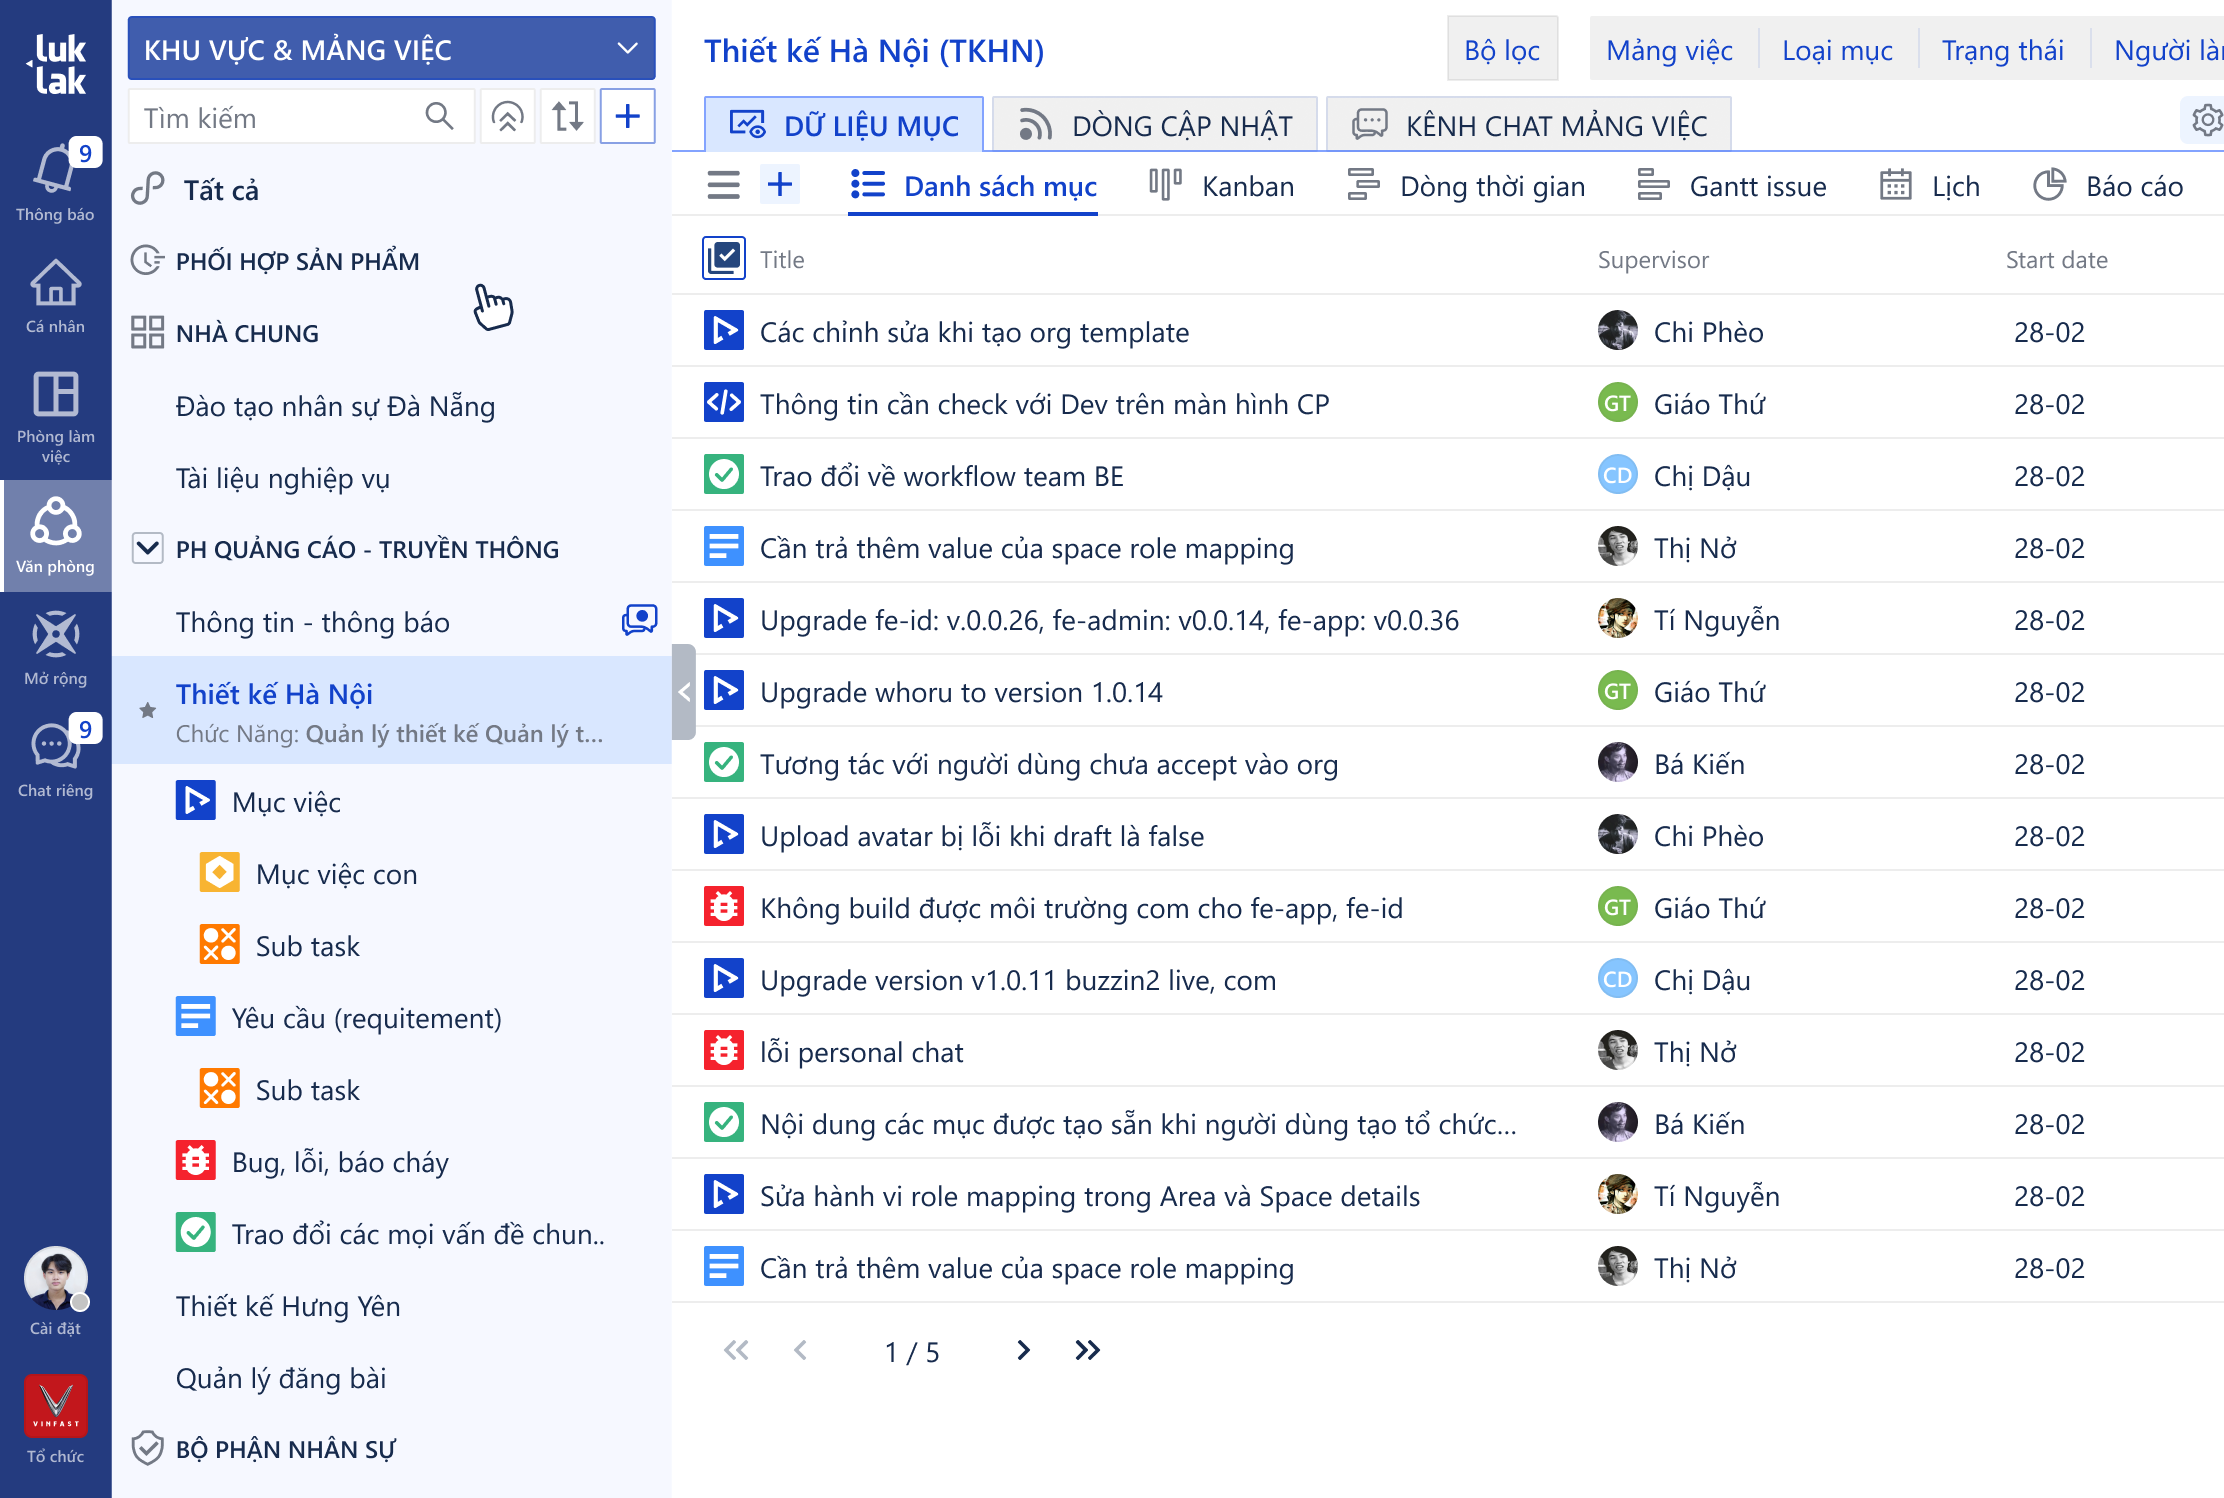 luk
lak
9
Thông báo
Cá nhân
Phòng làm
việc
Văn phòng
Mở rộng
9
Chat riêng
Cài đặt
VINFAST
Tổ chức
KHU VỰC & MẢNG VIỆC
Tìm kiếm
Tất cả
PHỐI HỢP SẢN PHẨM
NHÀ CHUNG
Đào tạo nhân sự Đà Nẵng
Tài liệu nghiệp vụ
PH QUẢNG CÁO - TRUYỀN THÔNG
Thông tin - thông báo
Thiết kế Hà Nội
Chức Năng: Quản lý thiết kế Quản lý t...
Mục việc
Mục việc con
Sub task
Yêu cầu (requitement)
Sub task
Bug, lỗi, báo cháy
Trao đổi các mọi vấn đề chun..
Thiết kế Hưng Yên
Quản lý đăng bài
BỘ PHẬN NHÂN SỰ
Thiết kế Hà Nội (TKHN)
Bộ lọc
Mảng việc Loại mục Trạng thái Người
DỮ LIỆU MỤC DÒNG CẬP NHẬT KÊNH CHAT MẢNG VIỆC
Danh sách mục Kanban Dòng thời gian Gantt issue Lịch Báo cáo
Title Supervisor Start date
Các chỉnh sửa khi tạo org template Chi Phèo 28-02
Thông tin cần check với Dev trên màn hình CP GT Giáo Thứ 28-02
Trao đổi về workflow team BE CD Chị Dậu 28-02
Cần trả thêm value của space role mapping Thị Nở 28-02
Upgrade fe-id: v.0.0.26, fe-admin: v0.0.14, fe-app: v0.0.36 Tí Nguyễn 28-02
Upgrade whoru to version 1.0.14 GT Giáo Thứ 28-02
Tương tác với người dùng chưa accept vào org Bá Kiến 28-02
Upload avatar bị lỗi khi draft là false Chi Phèo 28-02
Không build được môi trường com cho fe-app, fe-id GT Giáo Thứ 28-02
Upgrade version v1.0.11 buzzin2 live, com CD Chị Dậu 28-02
lỗi personal chat Thị Nở 28-02
Nội dung các mục được tạo sẵn khi người dùng tạo tổ chức... Bá Kiến 28-02
Sửa hành vi role mapping trong Area và Space details Tí Nguyễn 28-02
Cần trả thêm value của space role mapping Thị Nở 28-02
1 / 5